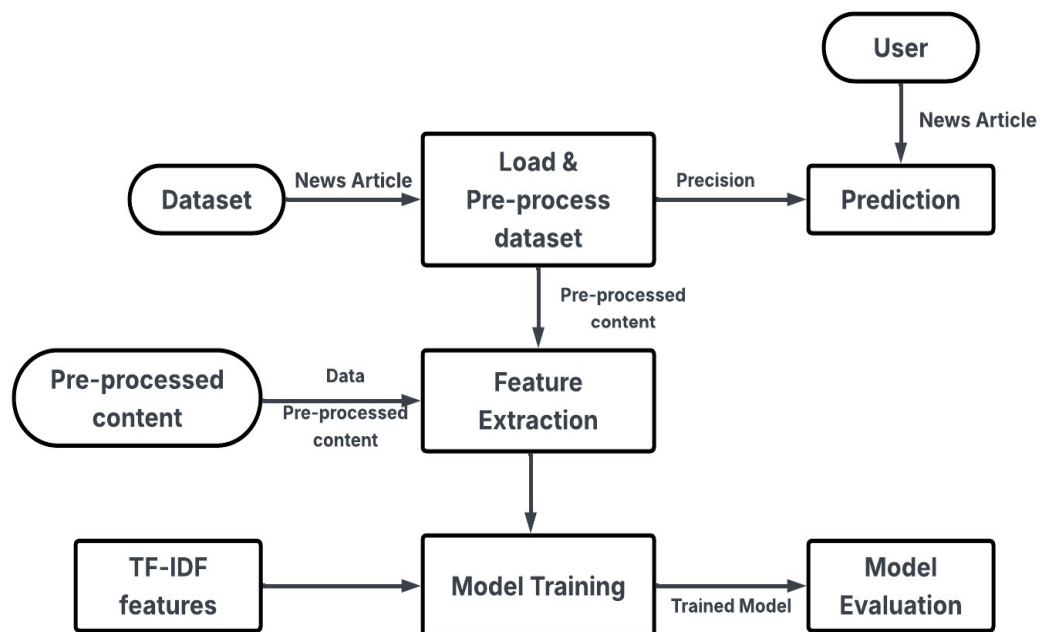 User
News Article
Dataset
News Article
Load &
Pre-process
dataset
Precision
Prediction
Pre-processed
content
Pre-processed
content
Data
Pre-processed
content
Feature
Extraction
TF-IDF
features
Model Training
Trained Model
Model
Evaluation